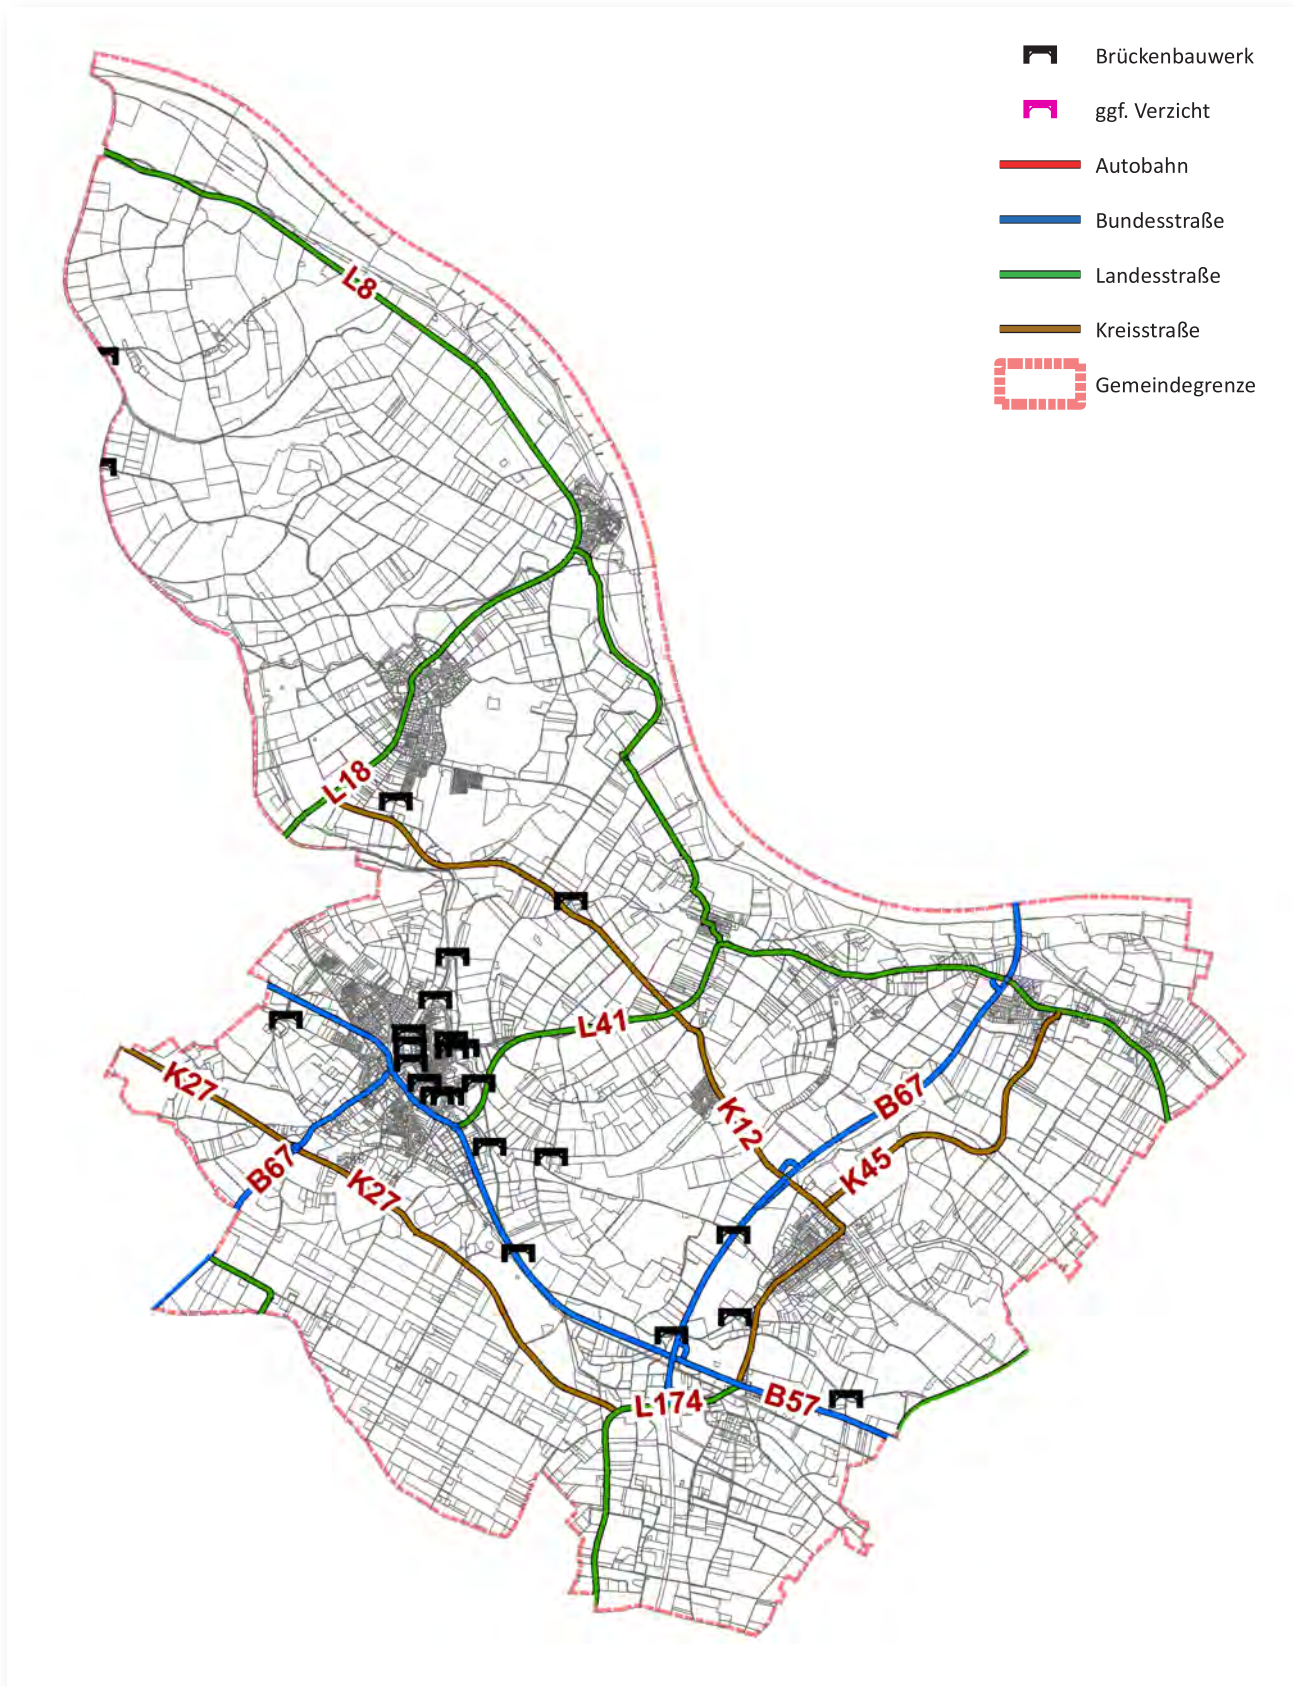 Brückenbauwerk
ggf. Verzicht
Autobahn
Bundesstraße
Landesstraße
Kreisstraße
Gemeindegrenze
L8
L18
L41
K27
K12
B67
K45
B67
K27
L174
B57